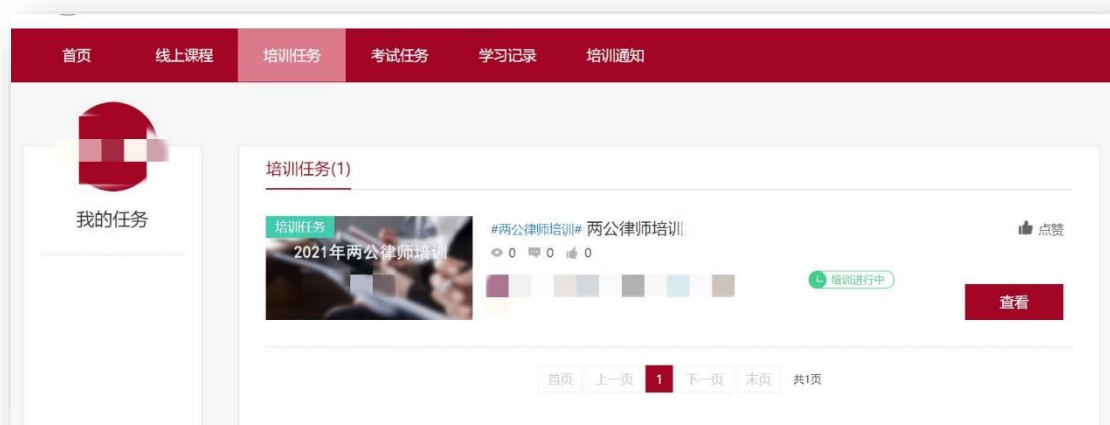 首页 线上课程 培训任务 考试任务 学习记录 培训通知
我的任务
培训任务(1)
培训任务
2021年两公律师培训
#两公律师培训# 两公律师培训
0 0 0
点赞
培训进行中
查看
首页 上一页 1 下一页 末页 共1页